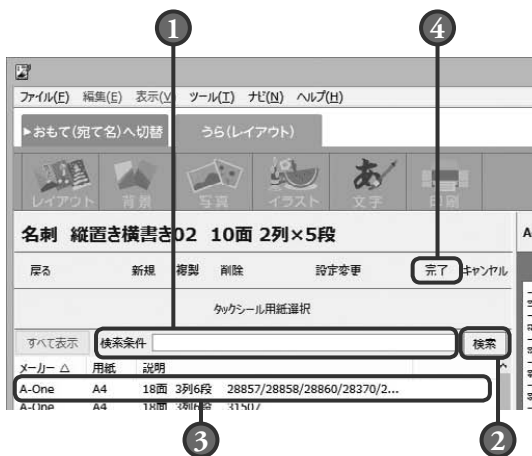 1 4
ファイル(F) 編集(E) 表示(V) ツール(T) ナビ(N) ヘルプ(H)
▶おもて(宛て名)へ切替 うら(レイアウト)
レイアウト 背景 写真 イラスト 文字 印刷
あ
名刺 縦置き横書き02 10面 2列×5段
A
戻る 新規 複製 削除 設定変更 完了 キャンセル
タックシール用紙選択
すべて表示 検索条件 検索
メーカー △ 用紙 説明
A-One A4 18面 3列6段 28857/28858/28860/28370/2...
A-One A4 18面 3列6段 31507
3 2